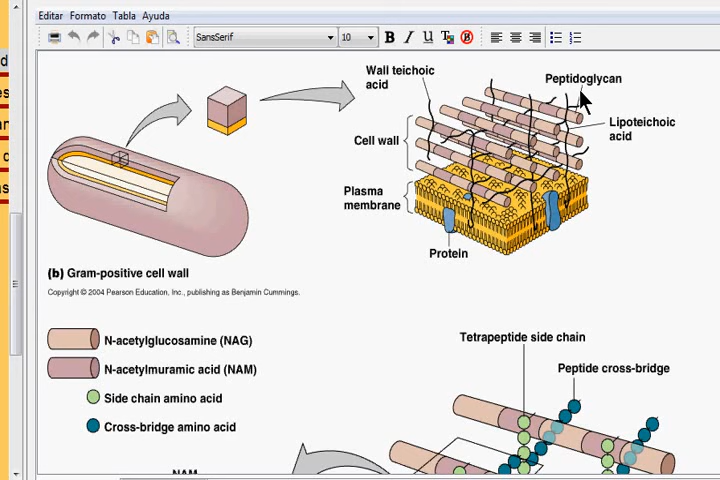 Editar Formato Tabla Ayuda
SansSerif 10 B I U
Wall teichoic
acid
Peptidoglycan
Lipoteichoic
acid
Cell wall
Plasma
membrane
Protein
(b) Gram-positive cell wall
Copyright © 2004 Pearson Education, Inc., publishing as Benjamin Cummings.
N-acetylglucosamine (NAG)
N-acetylmuramic acid (NAM)
Side chain amino acid
Cross-bridge amino acid
Tetrapeptide side chain
Peptide cross-bridge
NAM